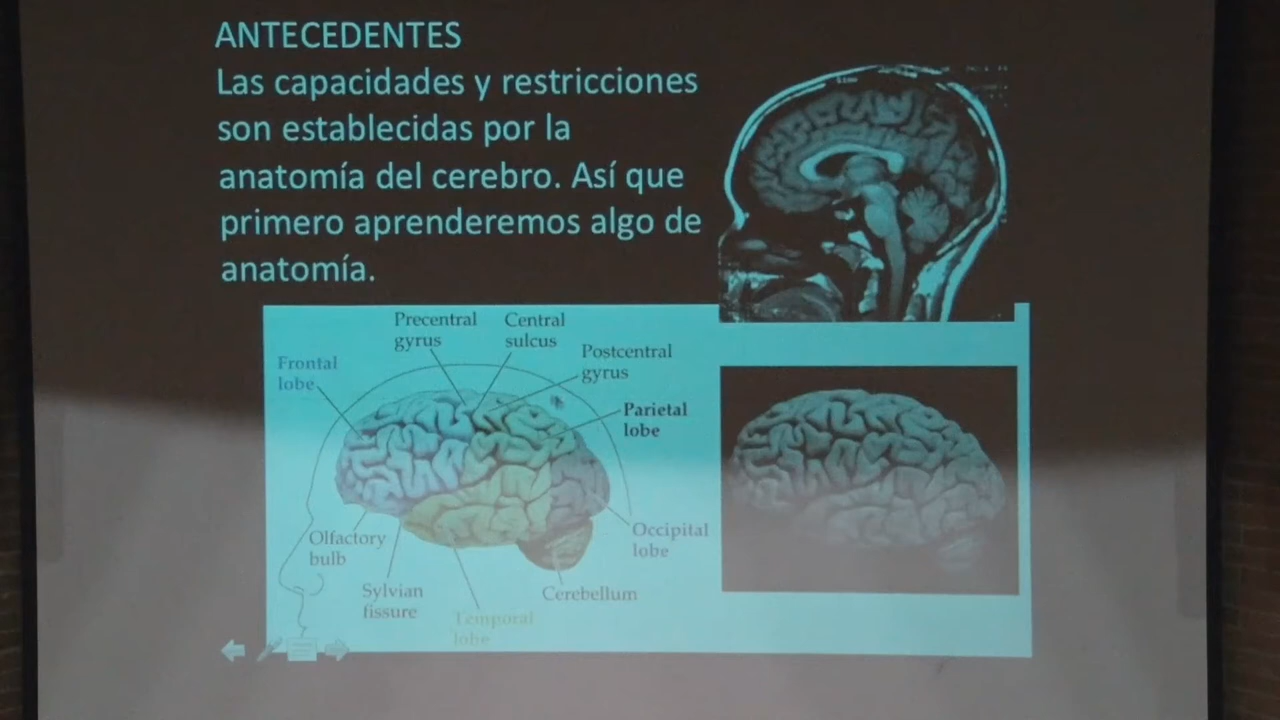 ANTECEDENTES
Las capacidades y restricciones
son establecidas por la
anatomía del cerebro. Así que
primero aprenderemos algo de
anatomía.
Precentral
gyrus
Central
sulcus
Postcentral
gyrus
Frontal
lobe
Parietal
lobe
Olfactory
bulb
Occipital
lobe
Sylvian
fissure
Cerebellum
Temporal
lobe